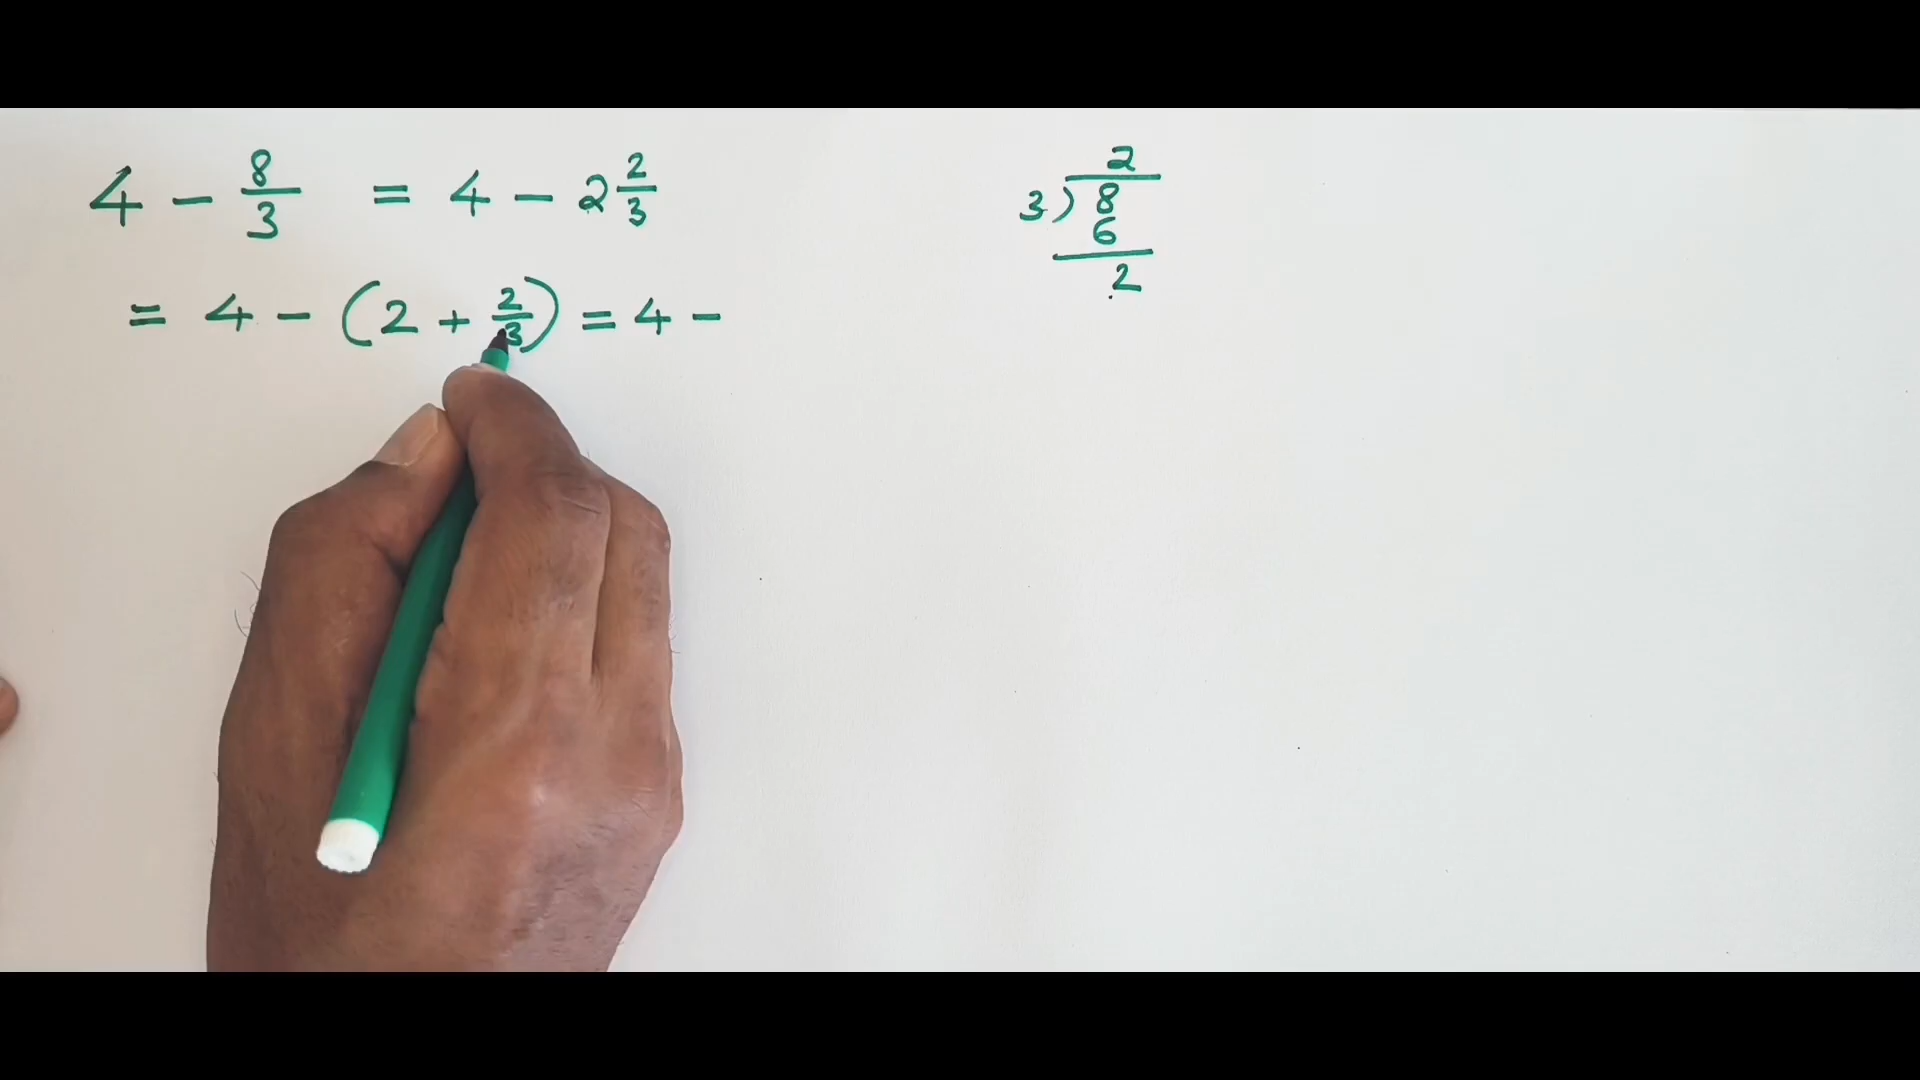 4 - 8/3 = 4 - 2 2/3
= 4 - (2 + 2/3) = 4 -
2
3) 8
6
2